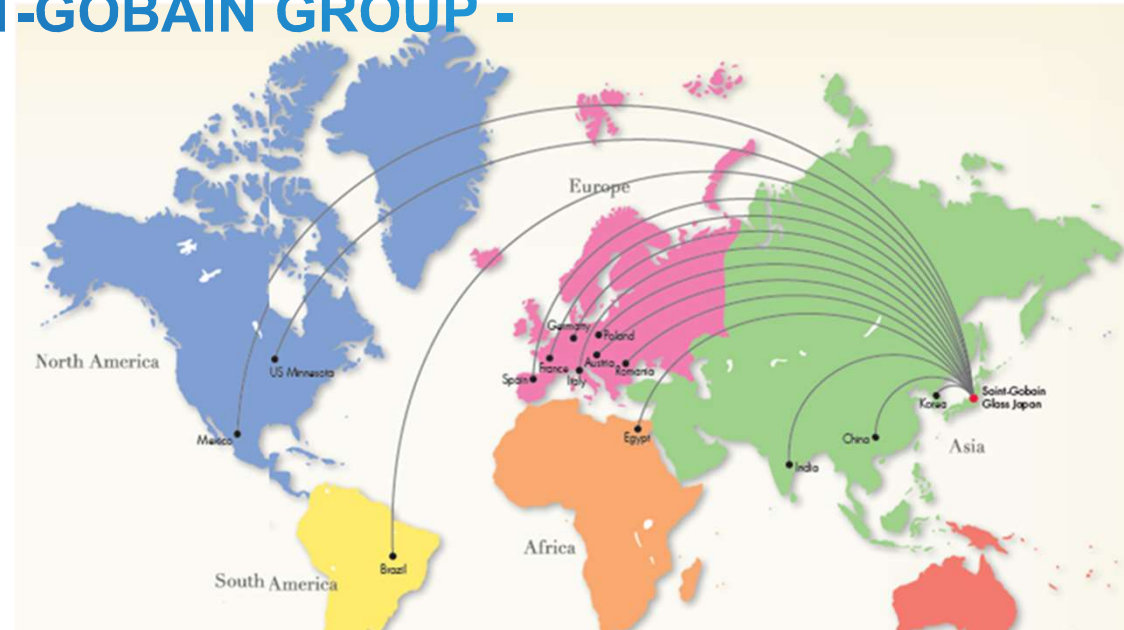 -GOBAIN GROUP -
Europe
North America
Germany
Poland
US Minnesota
France
Austria
Spain
Italy
Romania
Saint-Gobain
Glass Japan
Korea
Mexico
Egypt
China
Asia
India
Africa
Brazil
South America